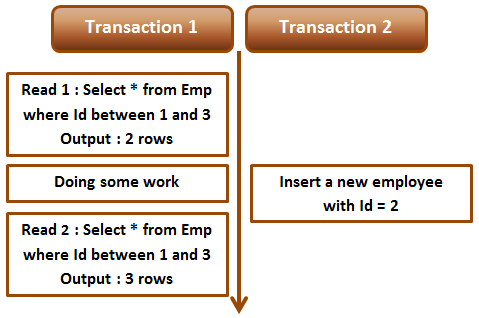 Transaction 1
Transaction 2
Read 1 : Select * from Emp
where Id between 1 and 3
Output : 2 rows
Doing some work
Insert a new employee
with Id = 2
Read 2 : Select * from Emp
where Id between 1 and 3
Output : 3 rows